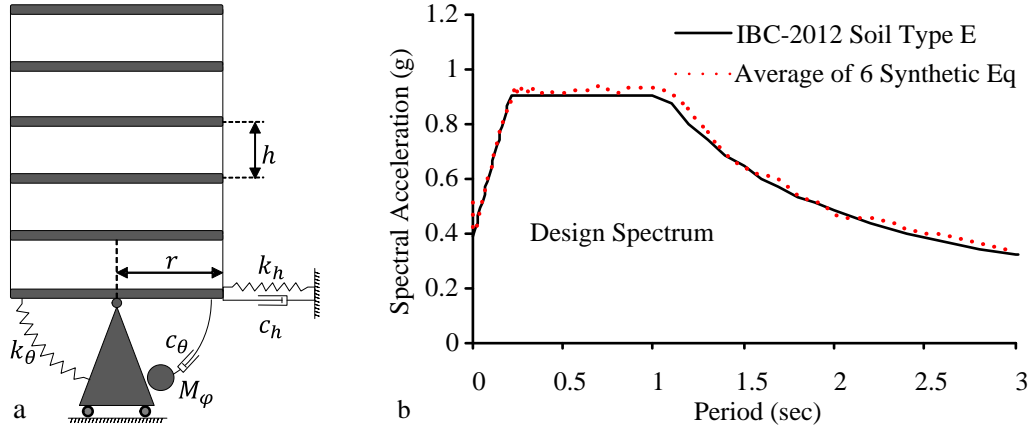 h
r
k_h
c_h
k_θ
c_θ
M_φ
a
1.2
1
0.8
0.6
0.4
0.2
0
Spectral Acceleration (g)
IBC-2012 Soil Type E
Average of 6 Synthetic Eq
Design Spectrum
0 0.5 1 1.5 2 2.5 3
Period (sec)
b